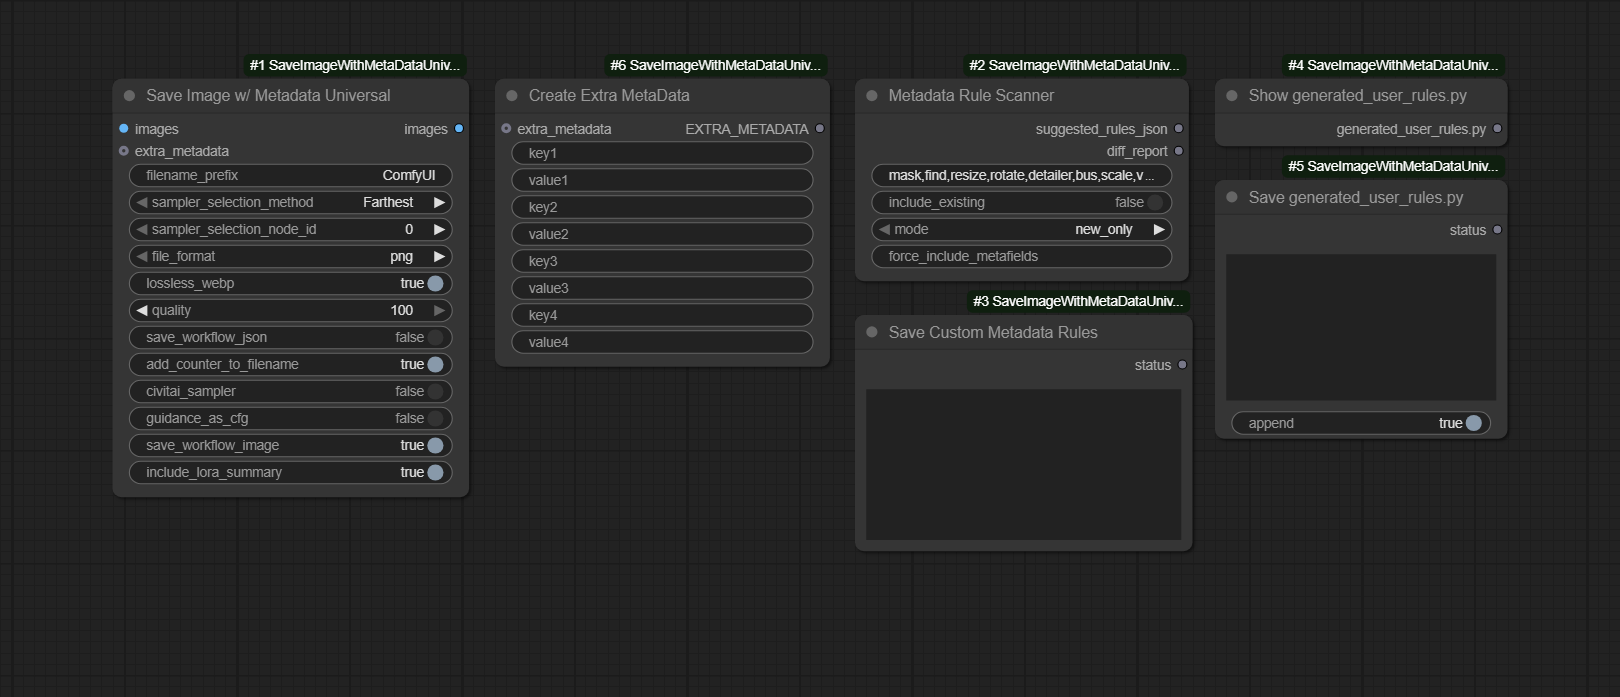 #1 SaveImageWithMetaDataUniv...
Save Image w/ Metadata Universal
images images
extra_metadata
filename_prefix ComfyUI
sampler_selection_method Farthest
sampler_selection_node_id 0
file_format png
lossless_webp true
quality 100
save_workflow_json false
add_counter_to_filename true
civitai_sampler false
guidance_as_cfg false
save_workflow_image true
include_lora_summary true
#6 SaveImageWithMetaDataUniv...
Create Extra MetaData
extra_metadata EXTRA_METADATA
key1
value1
key2
value2
key3
value3
key4
value4
#2 SaveImageWithMetaDataUniv...
Metadata Rule Scanner
suggested_rules_json
diff_report
mask,find,resize,rotate,detailer,bus,scale,v...
include_existing false
mode new_only
force_include_metafields
#3 SaveImageWithMetaDataUniv...
Save Custom Metadata Rules
status
#4 SaveImageWithMetaDataUniv...
Show generated_user_rules.py
generated_user_rules.py
#5 SaveImageWithMetaDataUniv...
Save generated_user_rules.py
status
append true